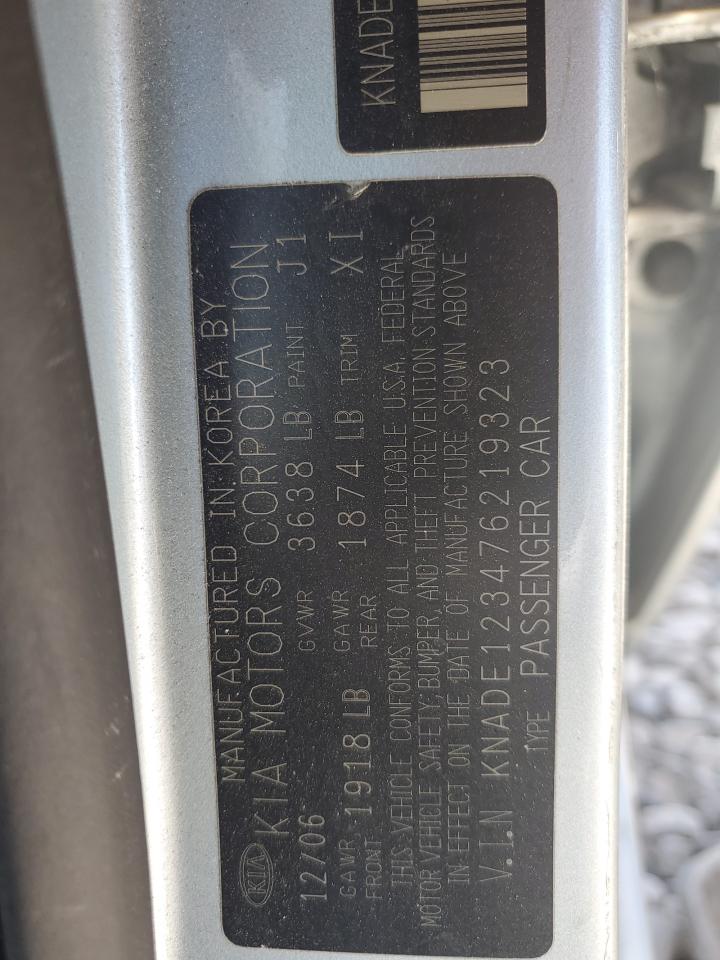 KNADE
MANUFACTURED IN KOREA BY
KIA KIA MOTORS CORPORATION
12/06 GVWR 3638 LB PAINT J1
GAWR FRONT 1918 LB GAWR REAR 1874 LB TRIM XI
THIS VEHICLE CONFORMS TO ALL APPLICABLE U.S.A. FEDERAL
MOTOR VEHICLE SAFETY, BUMPER, AND THEFT PREVENTION STANDARDS
IN EFFECT ON THE DATE OF MANUFACTURE SHOWN ABOVE
V.I.N KNADE123476219323
TYPE PASSENGER CAR